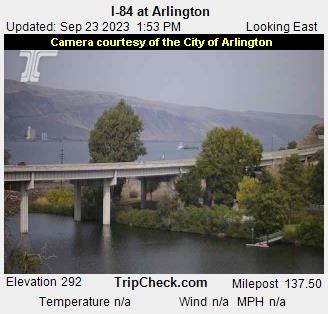 I-84 at Arlington
Updated: Sep 23 2023 1:53 PM Looking East
Camera courtesy of the City of Arlington
Elevation 292 TripCheck.com Milepost 137.50
Temperature n/a Wind n/a MPH n/a